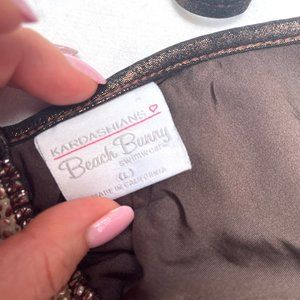 KARDASHIANS
Beach Bunny
swimwear
(L)
MADE IN CALIFORNIA